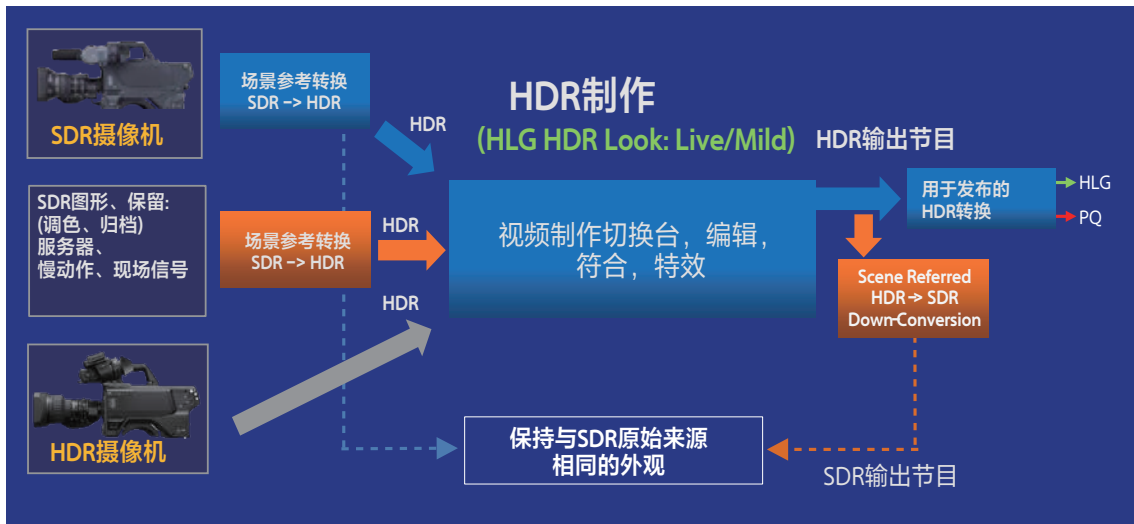 SDR摄像机
场景参考转换
SDR –> HDR
HDR
HDR制作
(HLG HDR Look: Live/Mild)
HDR输出节目
SDR图形、保留:
(调色、归档)
服务器、
慢动作、现场信号
场景参考转换
SDR –> HDR
HDR
视频制作切换台，编辑，
符合，特效
用于发布的
HDR转换
HLG
PQ
Scene Referred
HDR–> SDR
Down-Conversion
HDR
HDR摄像机
保持与SDR原始来源
相同的外观
SDR输出节目